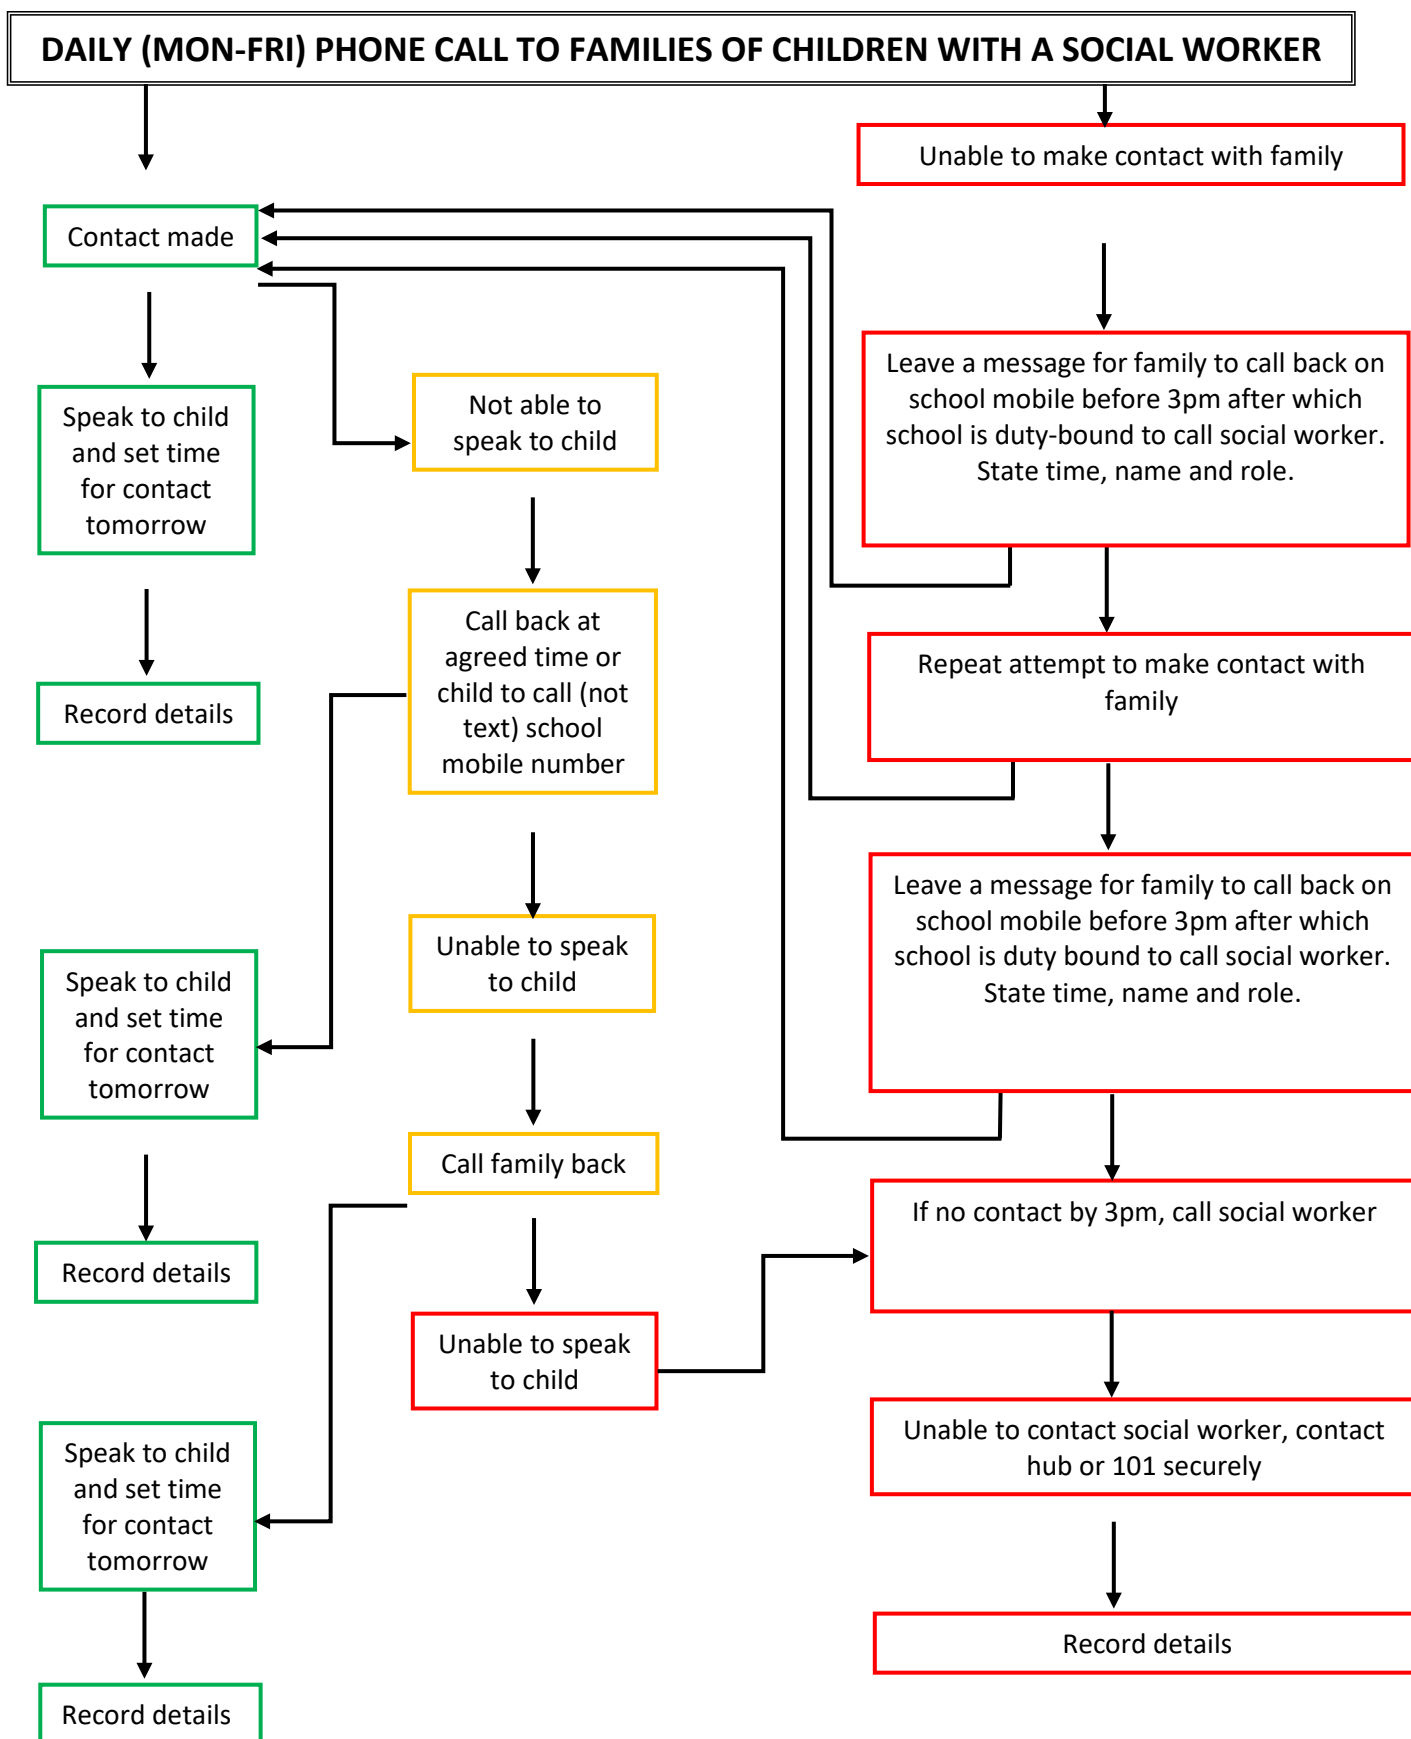 DAILY (MON-FRI) PHONE CALL TO FAMILIES OF CHILDREN WITH A SOCIAL WORKER
Contact made
Speak to child
and set time
for contact
tomorrow
Record details
Speak to child
and set time
for contact
tomorrow
Record details
Speak to child
and set time
for contact
tomorrow
Record details
Not able to
speak to child
Call back at
agreed time or
child to call (not
text) school
mobile number
Unable to speak
to child
Call family back
Unable to speak
to child
Unable to make contact with family
Leave a message for family to call back on
school mobile before 3pm after which
school is duty-bound to call social worker.
State time, name and role.
Repeat attempt to make contact with
family
Leave a message for family to call back on
school mobile before 3pm after which
school is duty bound to call social worker.
State time, name and role.
If no contact by 3pm, call social worker
Unable to contact social worker, contact
hub or 101 securely
Record details